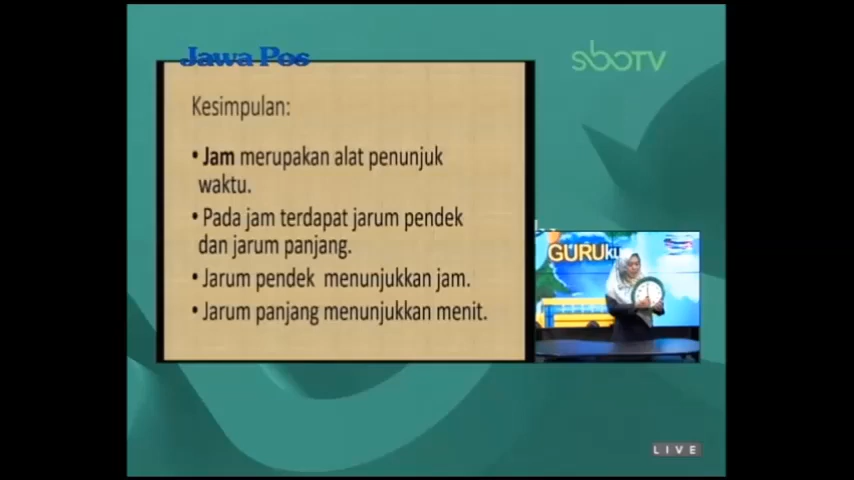 Jawa Pos
sboTV
Kesimpulan:
• Jam merupakan alat penunjuk
waktu.
• Pada jam terdapat jarum pendek
dan jarum panjang.
• Jarum pendek menunjukkan jam.
• Jarum panjang menunjukkan menit.
GURUku
LIVE